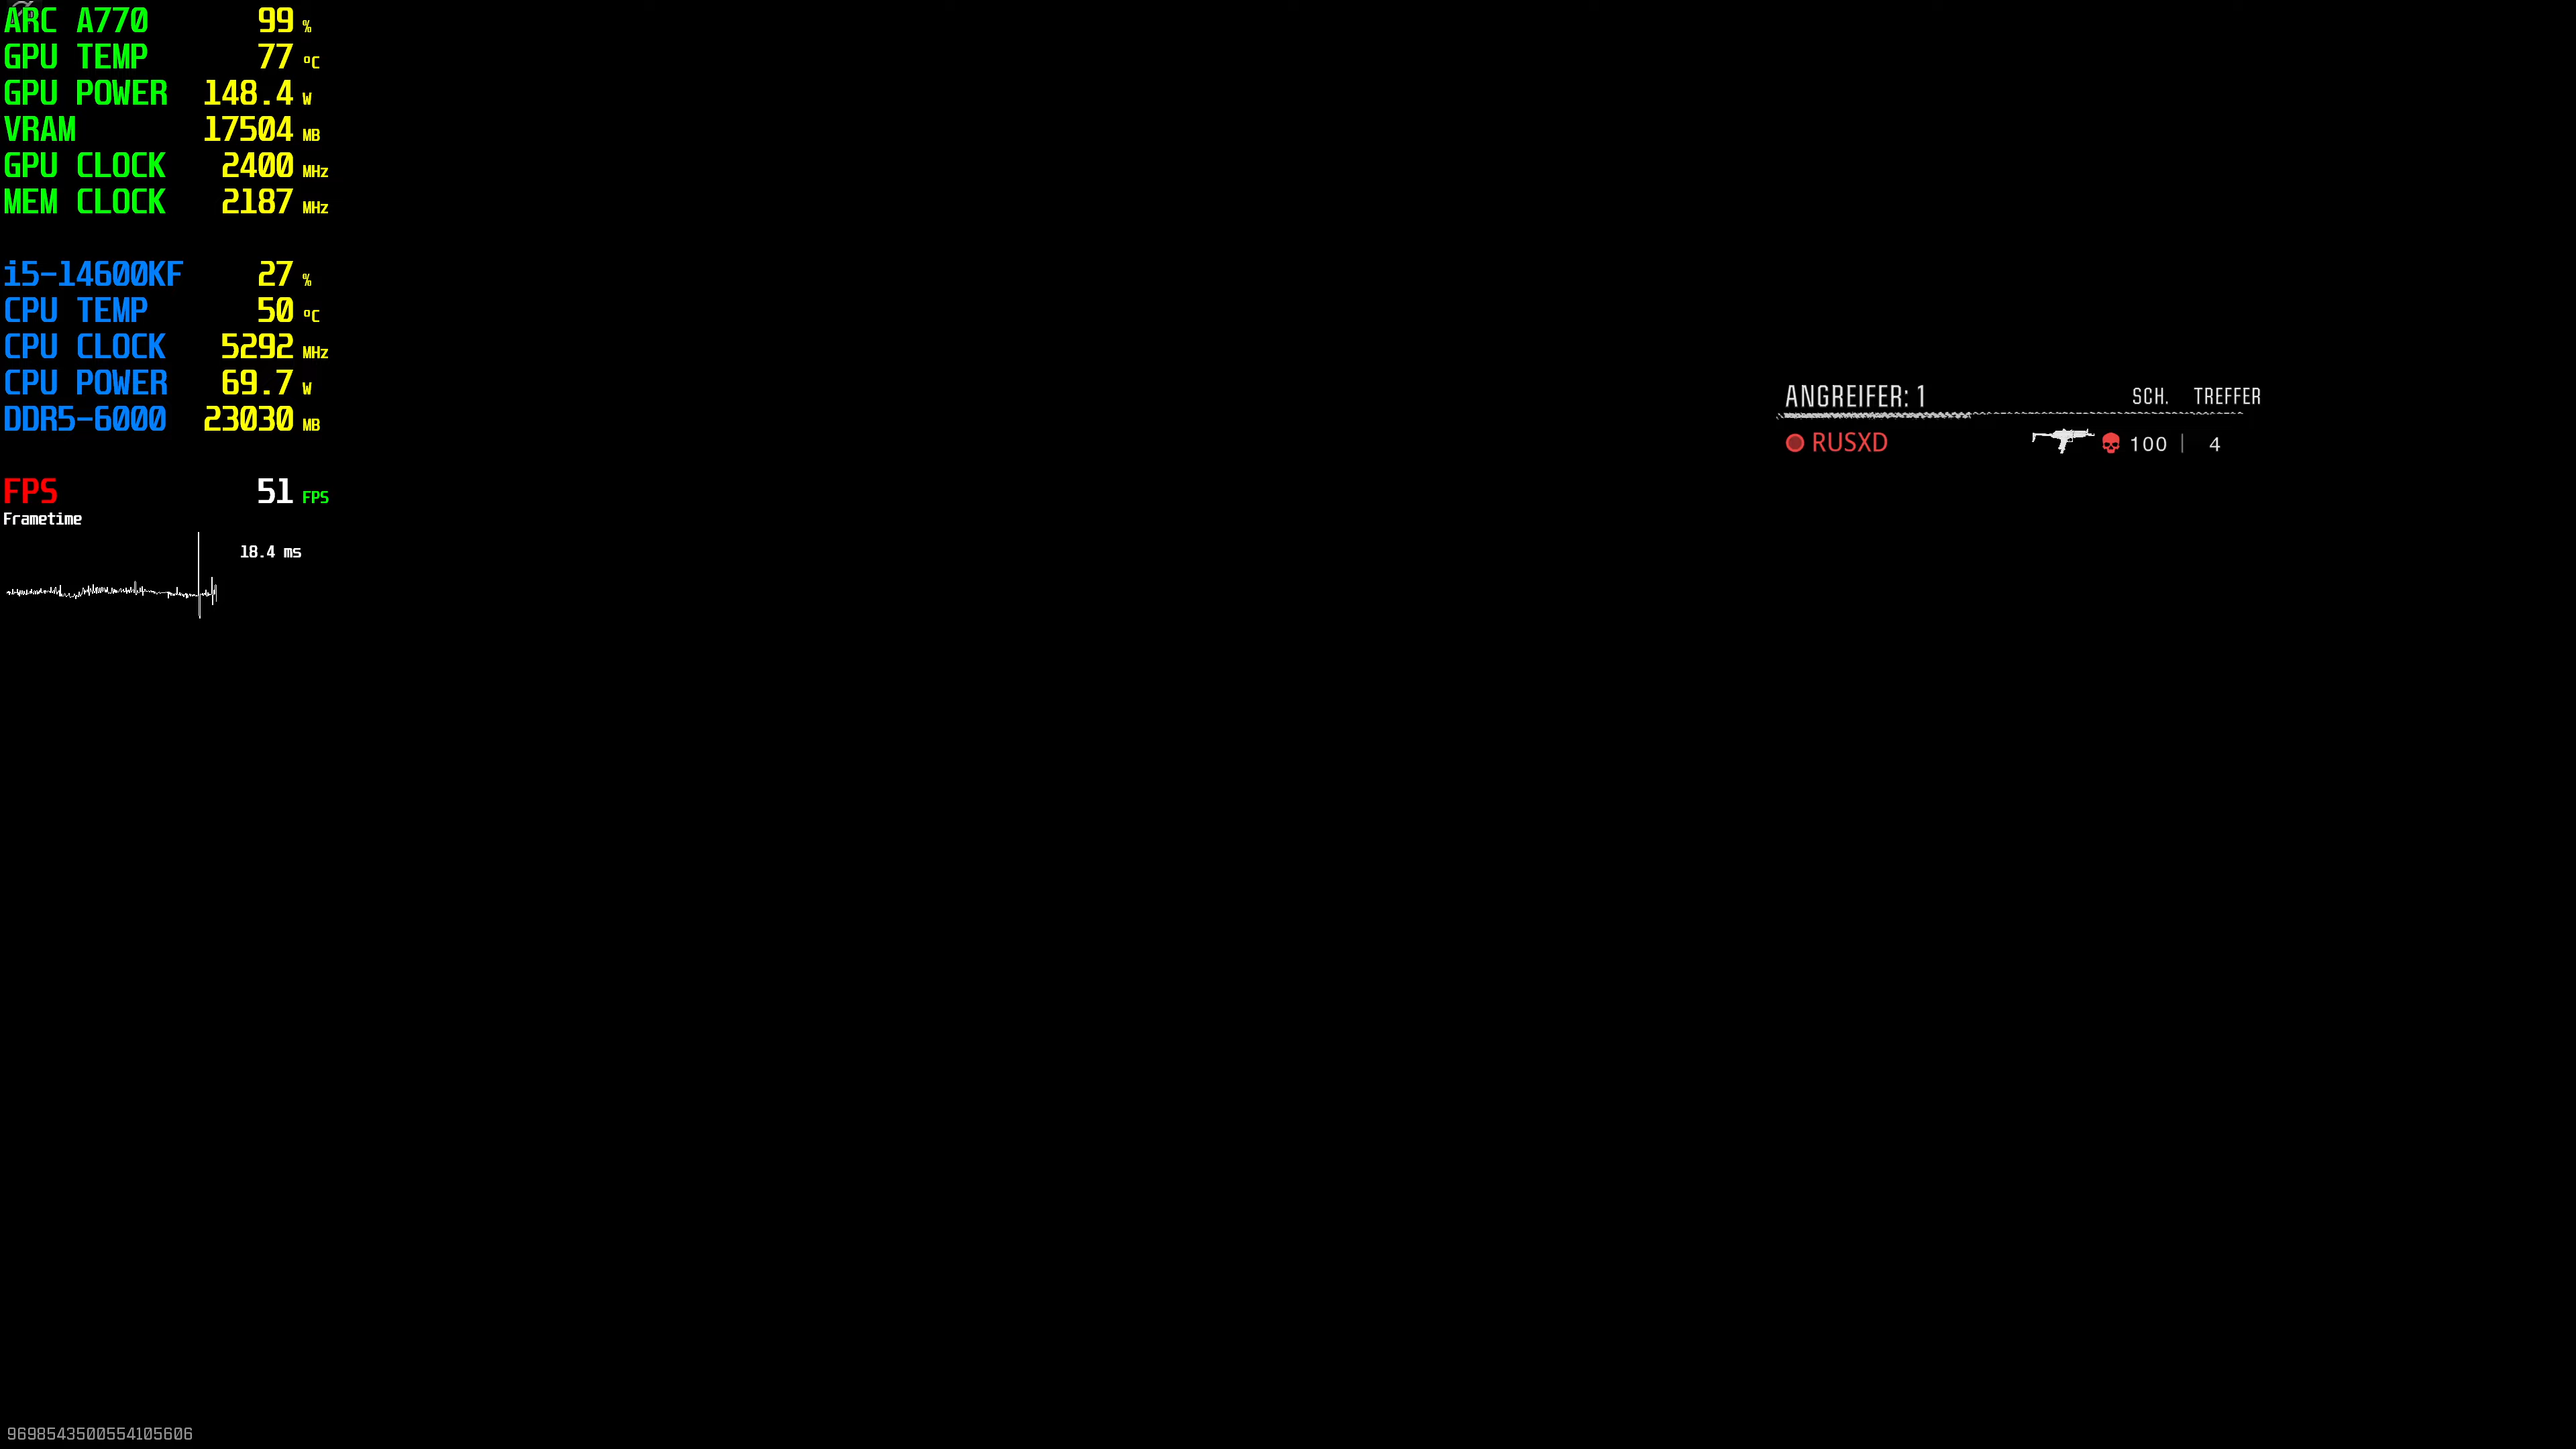 ARC A770 99 %
GPU TEMP 77 °C
GPU POWER 148.4 W
VRAM 17504 MB
GPU CLOCK 2400 MHz
MEM CLOCK 2187 MHz
i5-14600KF 27 %
CPU TEMP 50 °C
CPU CLOCK 5292 MHz
CPU POWER 69.7 W
DDR5-6000 23030 MB
FPS 51 FPS
Frametime
18.4 ms
ANGREIFER: 1 SCH. TREFFER
RUSXD 100 | 4
9698543500554105606